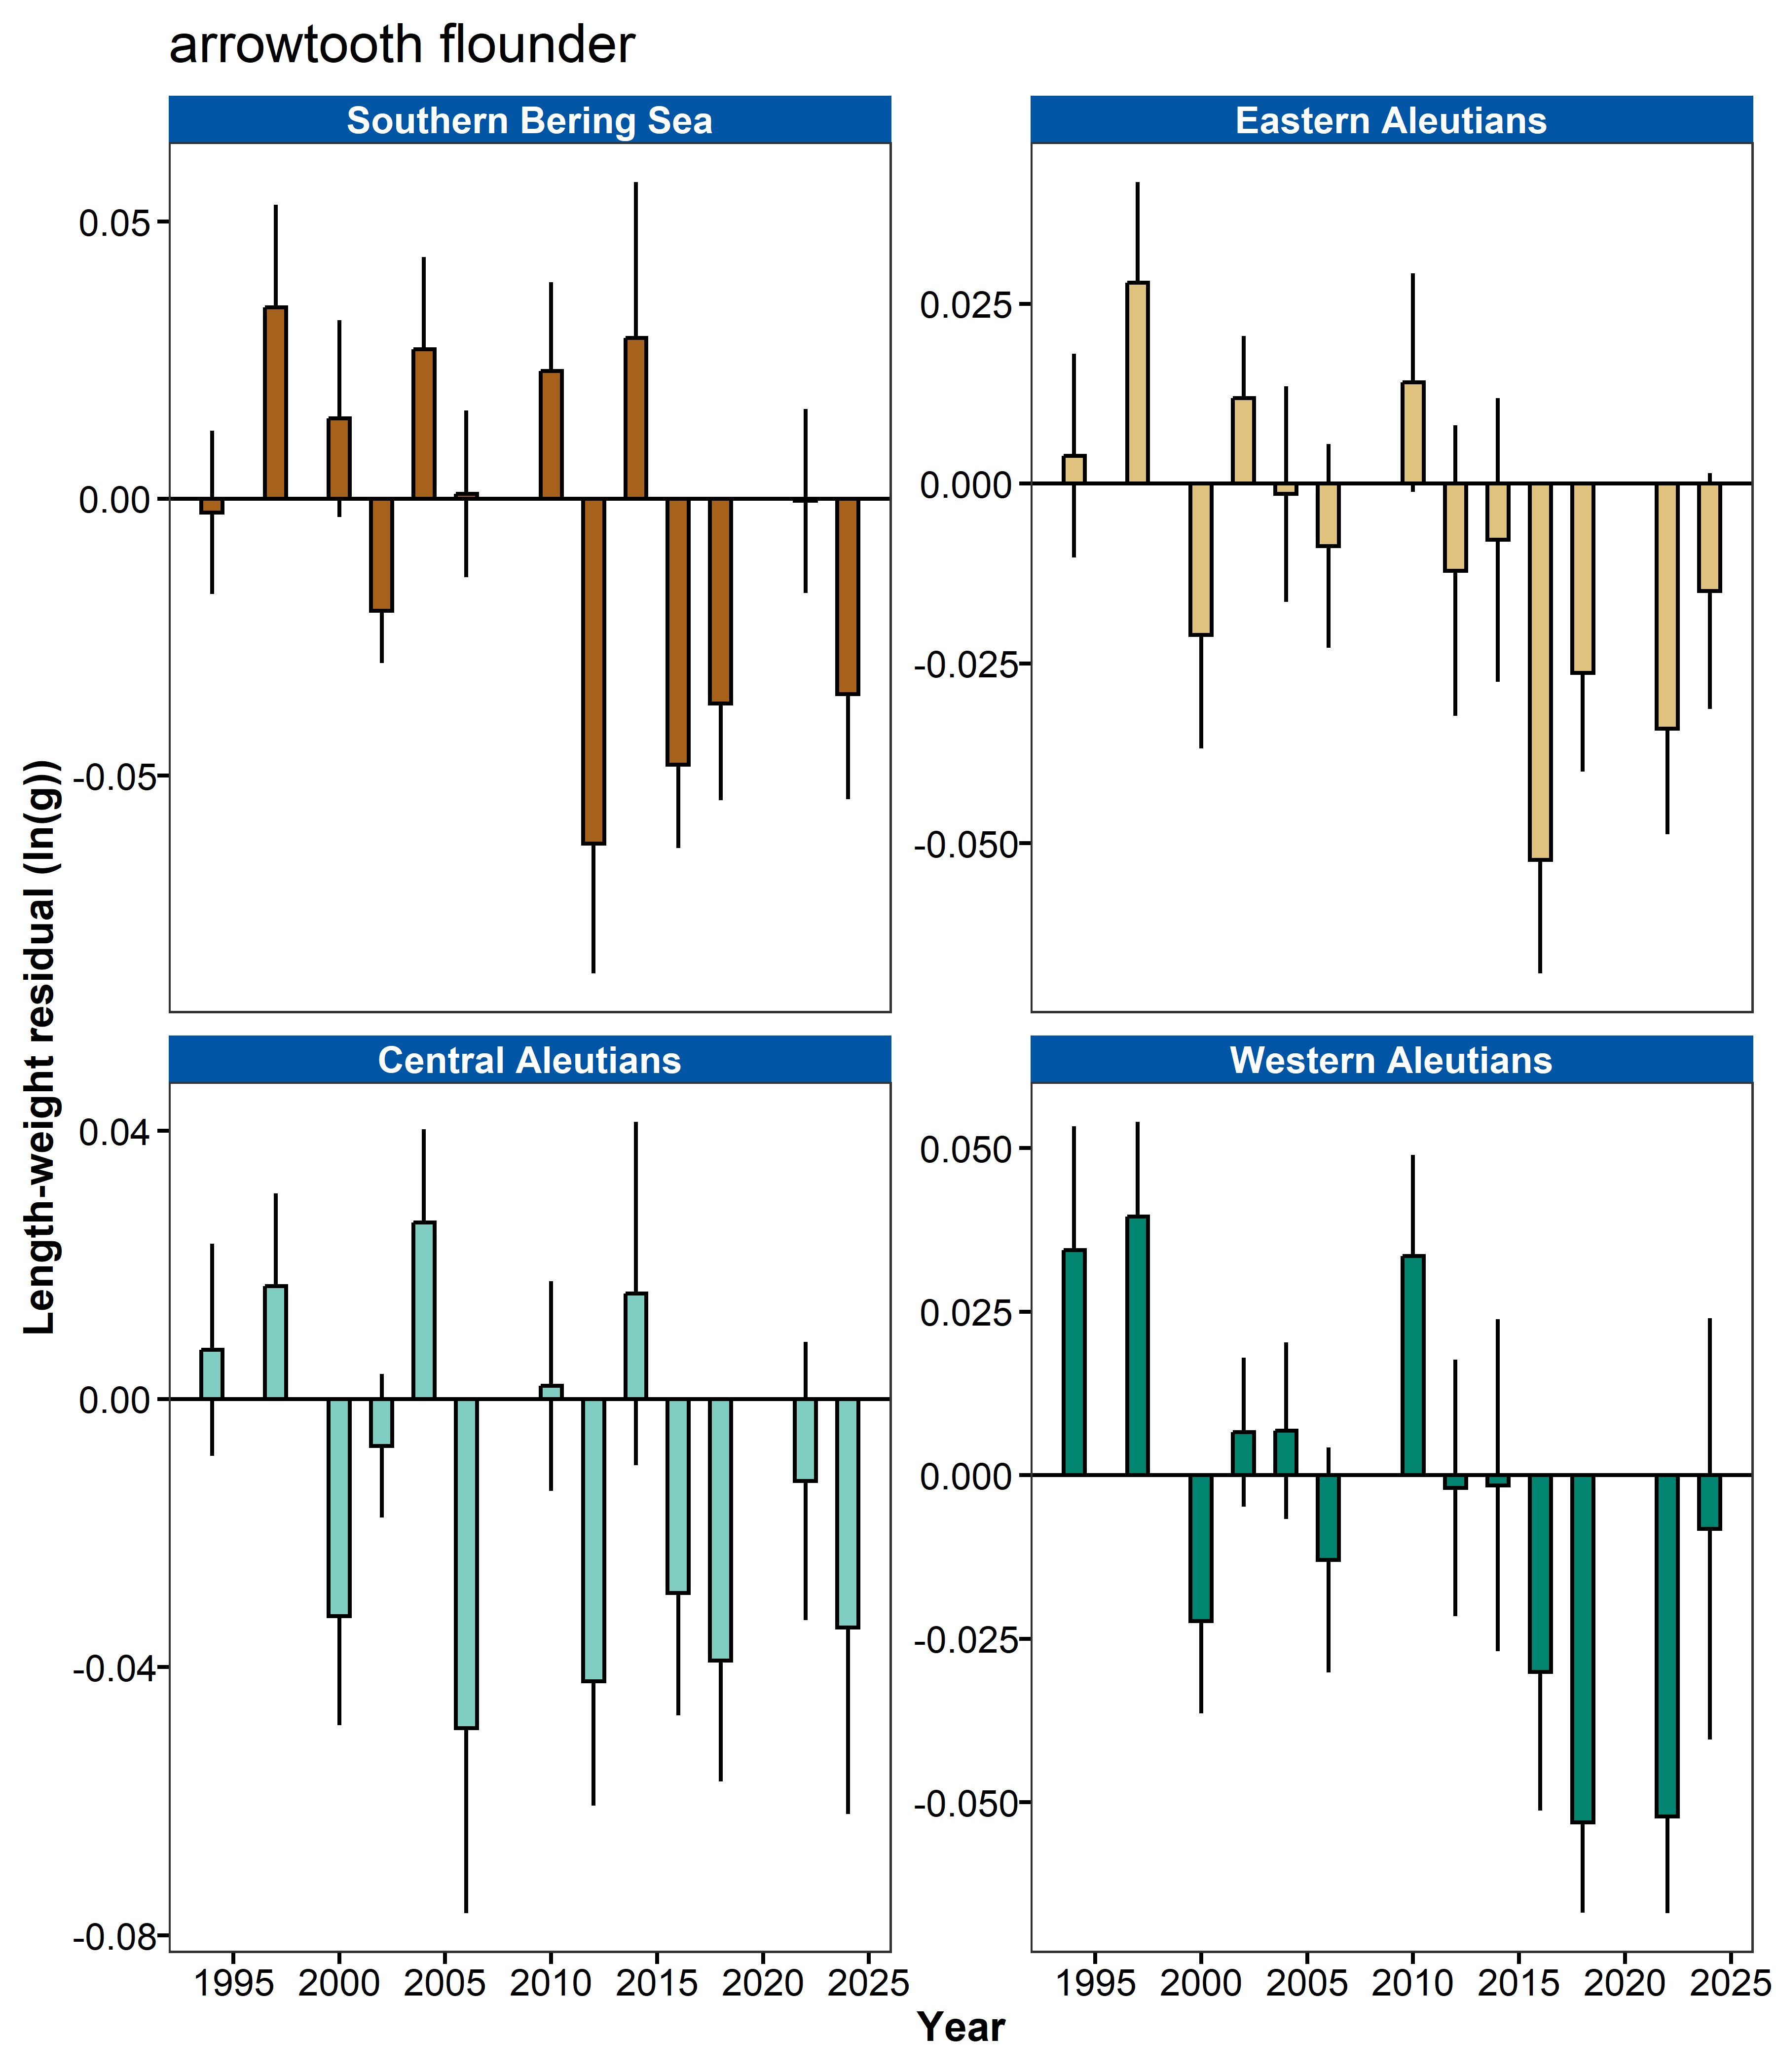 arrowtooth flounder
Southern Bering Sea
Eastern Aleutians
0.05
0.00
-0.05
0.025
0.000
-0.025
-0.050
Length-weight residual (ln(g))
Central Aleutians
Western Aleutians
0.04
0.00
-0.04
-0.08
0.050
0.025
0.000
-0.025
-0.050
1995 2000 2005 2010 2015 2020 2025
1995 2000 2005 2010 2015 2020 2025
Year